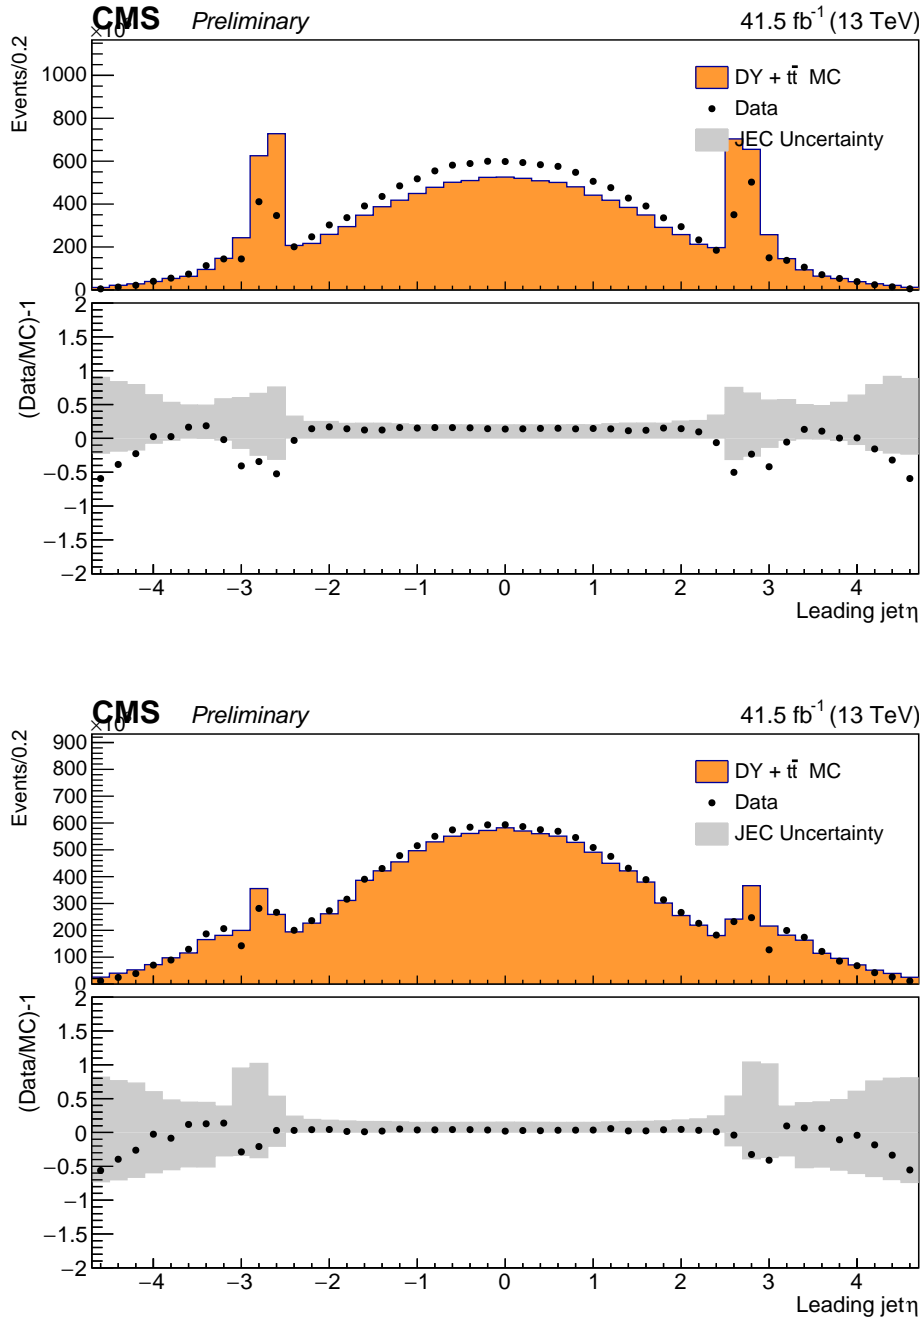 CMS Preliminary 41.5 fb⁻¹ (13 TeV)
Events/0.2
1000
800
600
400
200
0
DY + tt̄ MC
Data
JEC Uncertainty
(Data/MC)-1
2
1.5
1
0.5
0
−0.5
−1
−1.5
−2
−4 −3 −2 −1 0 1 2 3 4
Leading jet η
CMS Preliminary 41.5 fb⁻¹ (13 TeV)
Events/0.2
900
800
700
600
500
400
300
200
100
0
DY + tt̄ MC
Data
JEC Uncertainty
(Data/MC)-1
2
1.5
1
0.5
0
−0.5
−1
−1.5
−2
−4 −3 −2 −1 0 1 2 3 4
Leading jet η